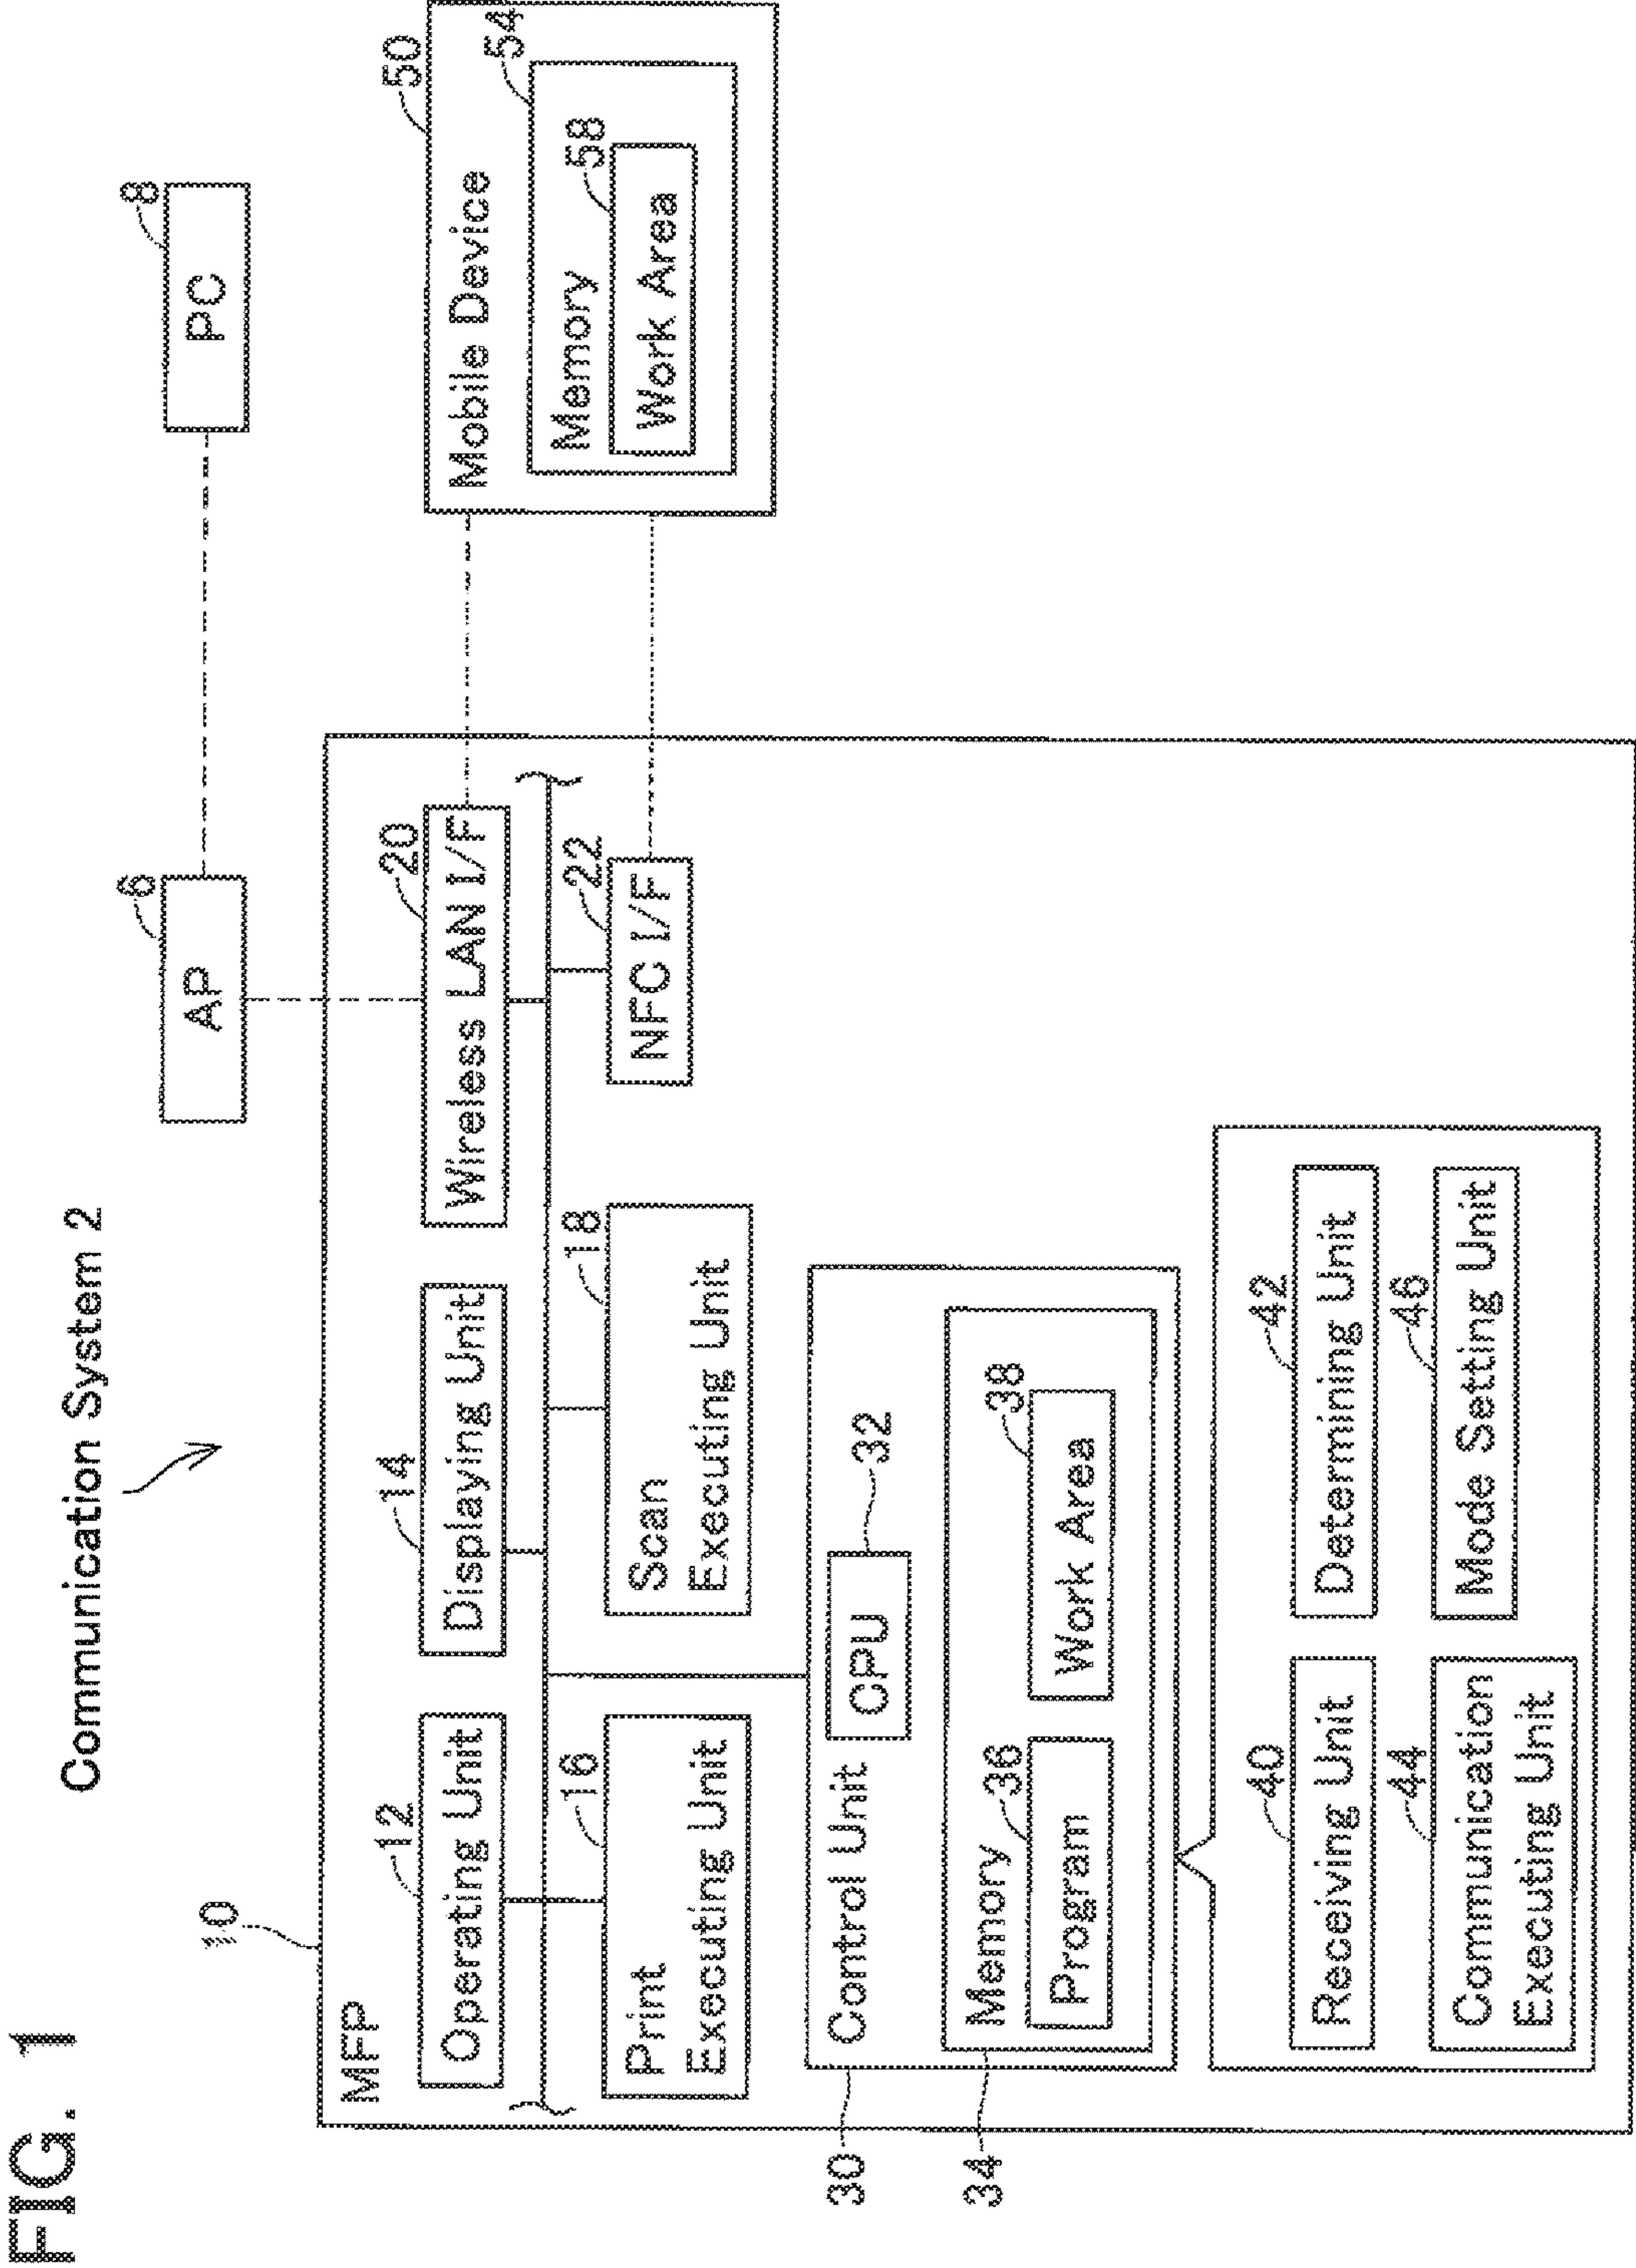 FIG. 1
Communication System 2
6
AP
8
PC
10
MFP
12
Operating Unit
14
Displaying Unit
20
Wireless LAN I/F
16
Print
Executing Unit
18
Scan
Executing Unit
22
NFC I/F
50
Mobile Device
54
Memory
58
Work Area
30
Control Unit
32
CPU
34
Memory
36
Program
38
Work Area
40
Receiving Unit
42
Determining Unit
44
Communication
Executing Unit
46
Mode Setting Unit